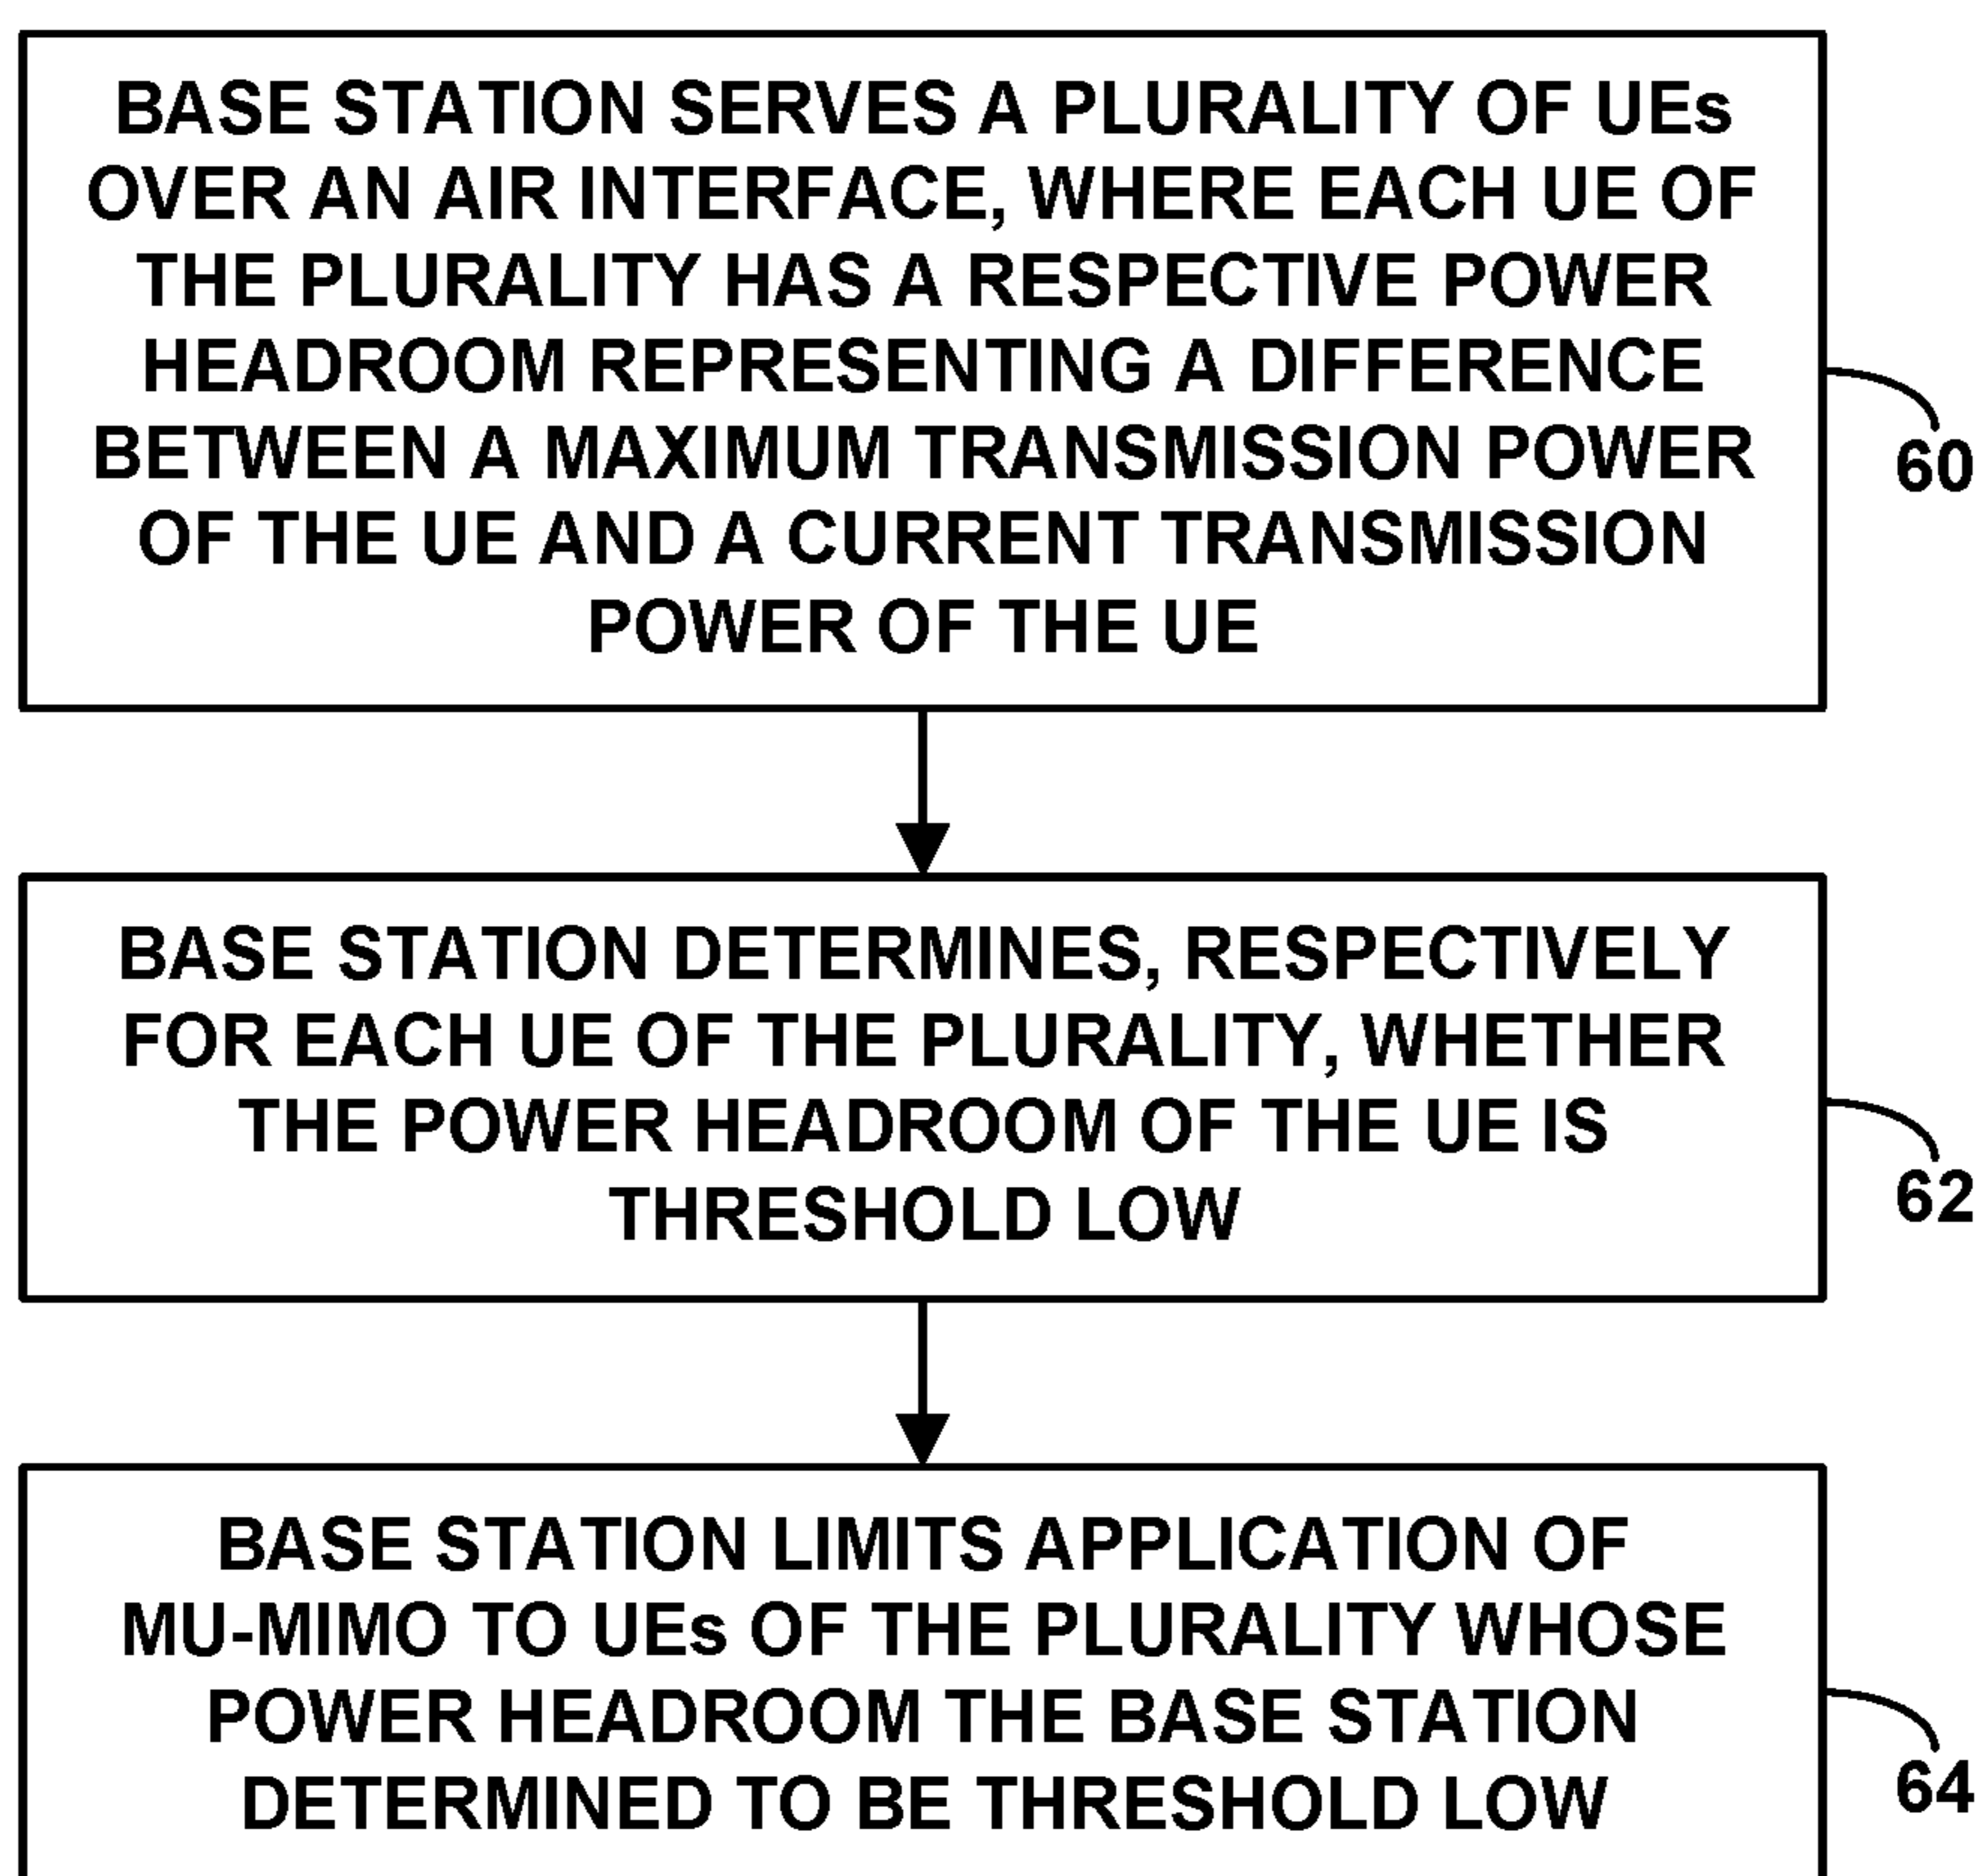 BASE STATION SERVES A PLURALITY OF UEs
OVER AN AIR INTERFACE, WHERE EACH UE OF
THE PLURALITY HAS A RESPECTIVE POWER
HEADROOM REPRESENTING A DIFFERENCE
BETWEEN A MAXIMUM TRANSMISSION POWER
OF THE UE AND A CURRENT TRANSMISSION
POWER OF THE UE
60
BASE STATION DETERMINES, RESPECTIVELY
FOR EACH UE OF THE PLURALITY, WHETHER
THE POWER HEADROOM OF THE UE IS
THRESHOLD LOW
62
BASE STATION LIMITS APPLICATION OF
MU-MIMO TO UEs OF THE PLURALITY WHOSE
POWER HEADROOM THE BASE STATION
DETERMINED TO BE THRESHOLD LOW
64